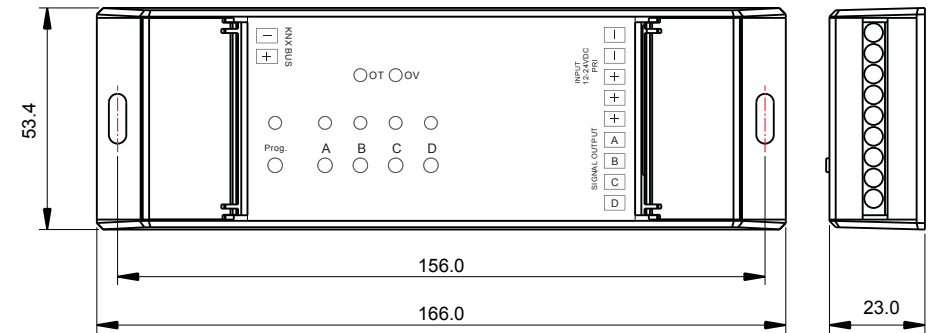 − KNX BUS
+
OT OV
INPUT
12-24VDC
PRI
−
−
+
+
+
SIGNAL OUTPUT
A
B
C
D
Prog. A B C D
53.4
156.0
166.0
23.0